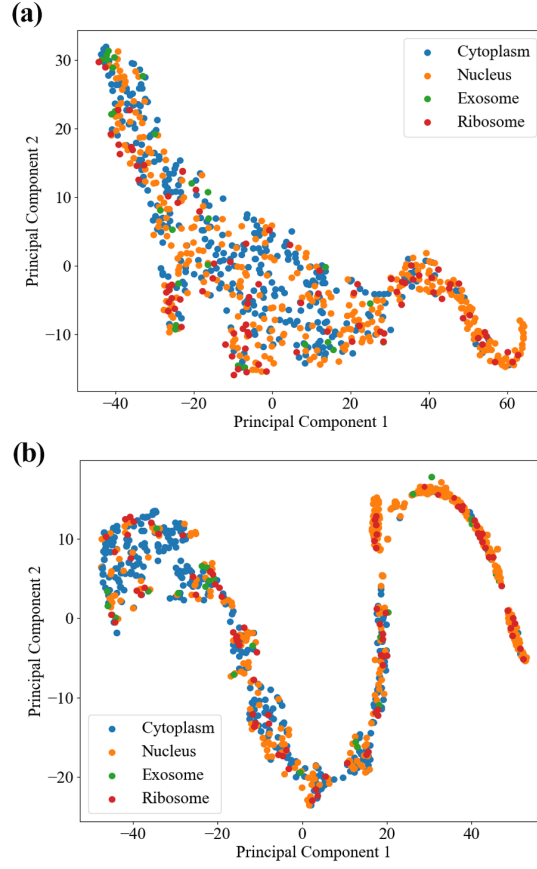 (a)
30
20
10
0
−10
Principal Component 2
Cytoplasm
Nucleus
Exosome
Ribosome
−40 −20 0 20 40 60
Principal Component 1
(b)
10
0
−10
−20
Principal Component 2
Cytoplasm
Nucleus
Exosome
Ribosome
−40 −20 0 20 40
Principal Component 1